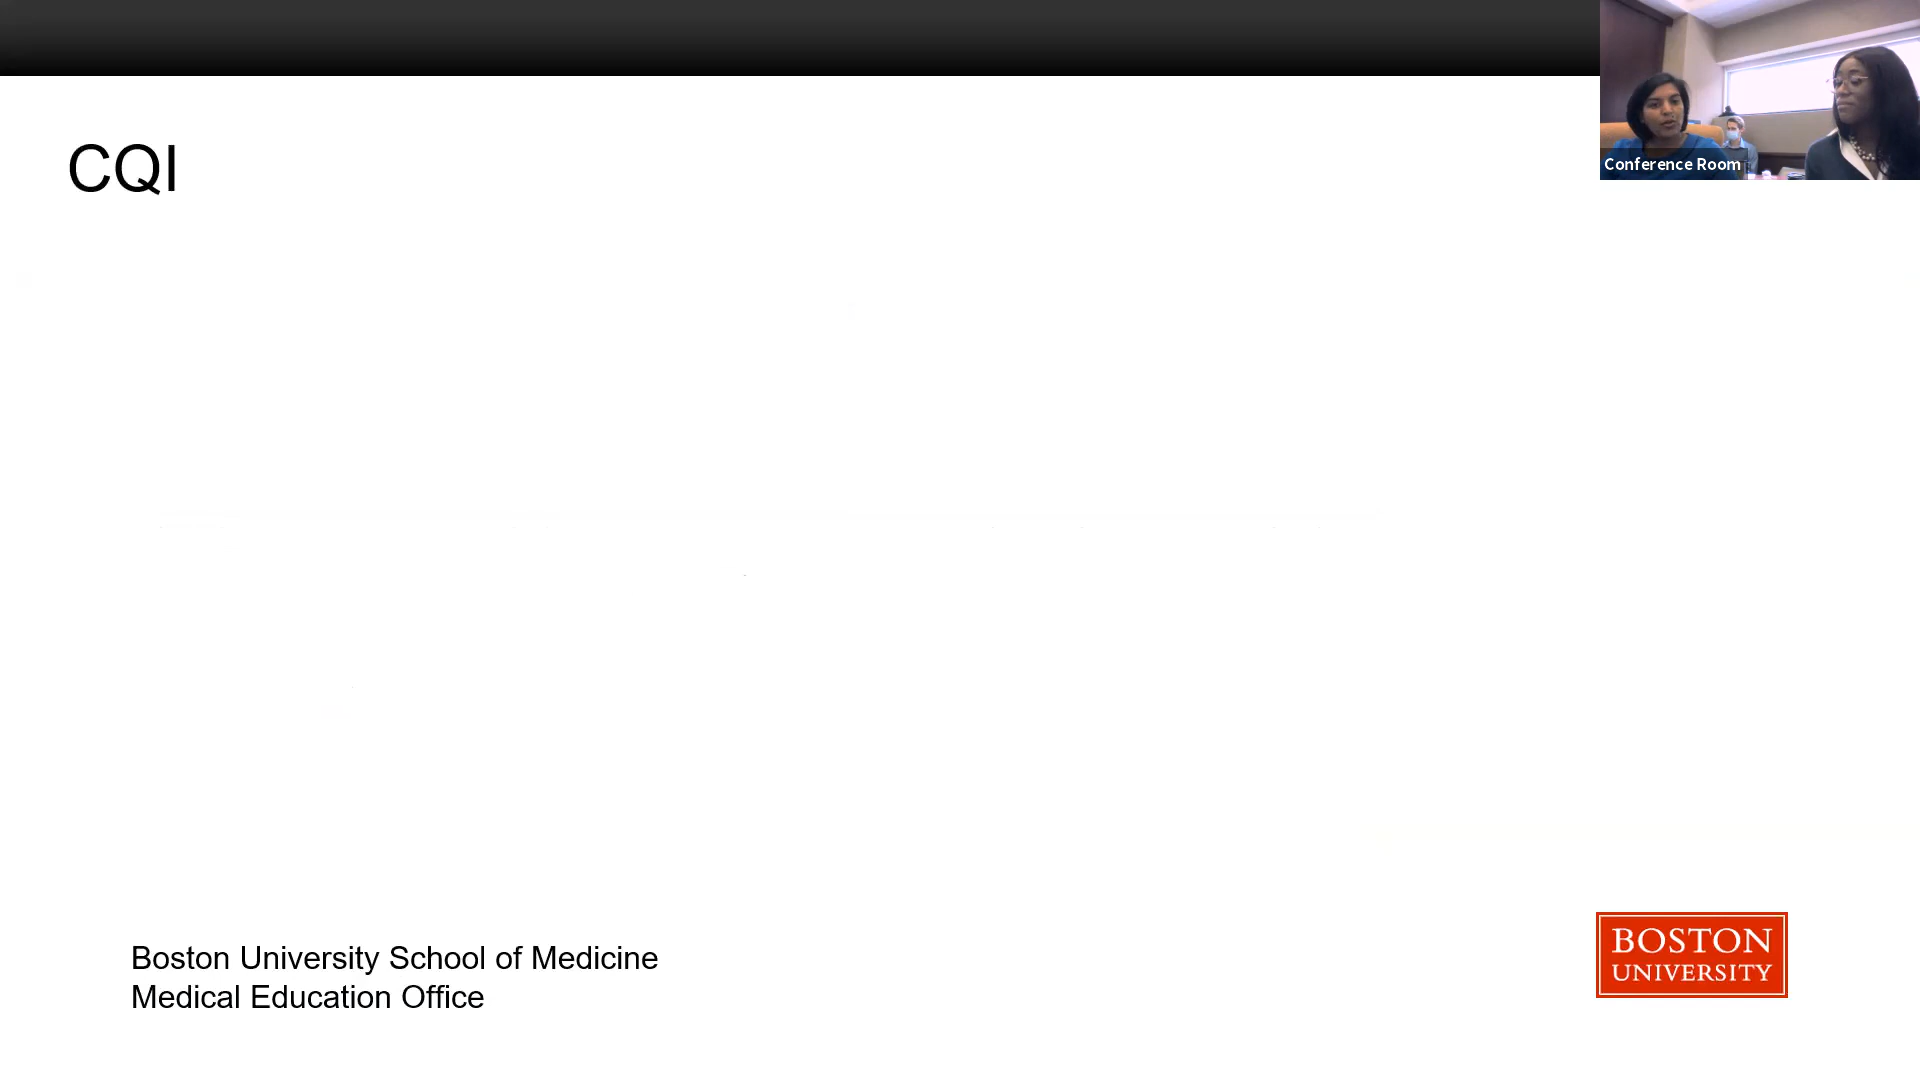 CQI
Conference Room
Boston University School of Medicine
Medical Education Office
BOSTON
UNIVERSITY